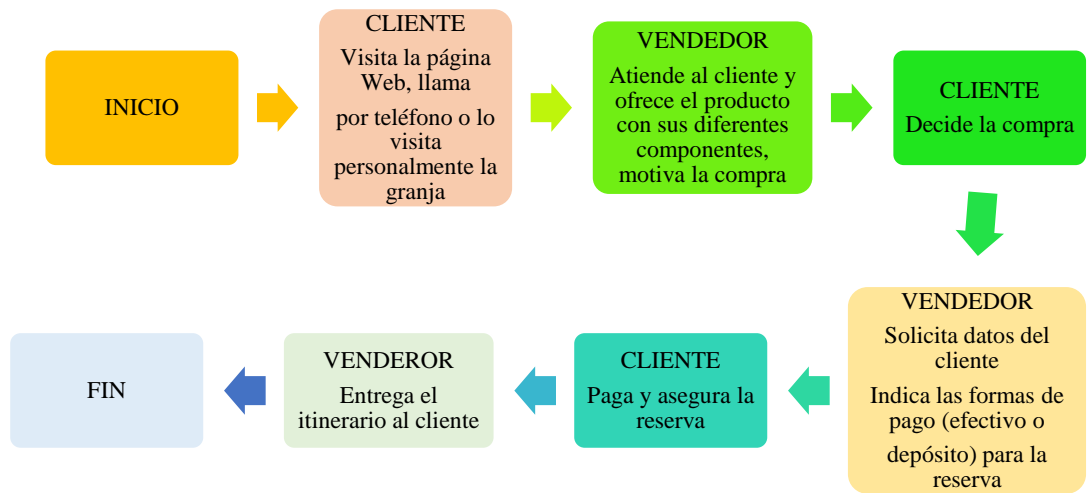 INICIO
CLIENTE
Visita la página
Web, llama
por teléfono o lo
visita
personalmente la
granja
VENDEDOR
Atiende al cliente y
ofrece el producto
con sus diferentes
componentes,
motiva la compra
CLIENTE
Decide la compra
VENDEDOR
Solicita datos del
cliente
Indica las formas de
pago (efectivo o
depósito) para la
reserva
CLIENTE
Paga y asegura la
reserva
VENDEROR
Entrega el
itinerario al cliente
FIN